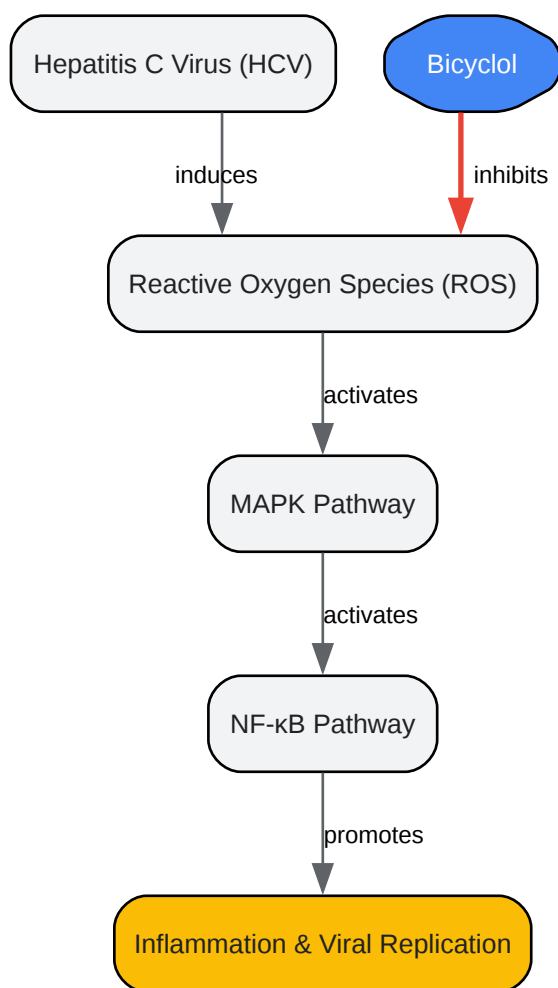 Hepatitis C Virus (HCV)
Bicyclol
induces
inhibits
Reactive Oxygen Species (ROS)
activates
MAPK Pathway
activates
NF-κB Pathway
promotes
Inflammation & Viral Replication